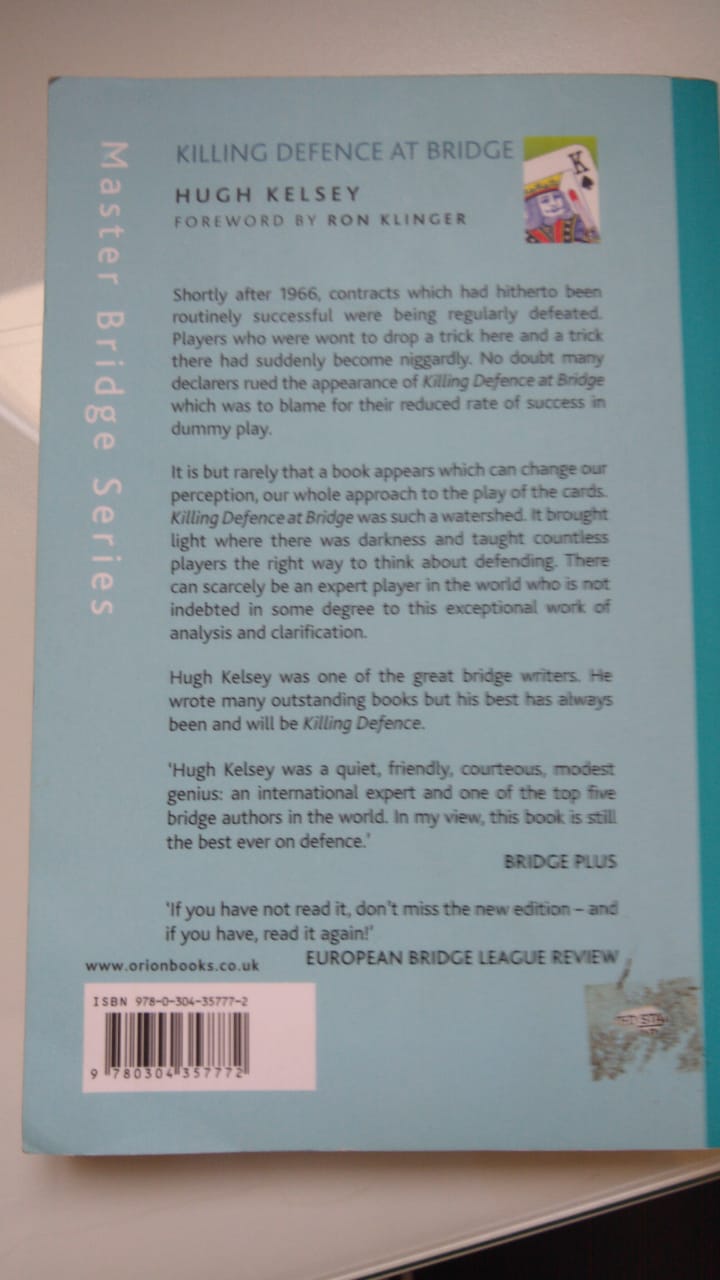 Master Bridge Series
KILLING DEFENCE AT BRIDGE
HUGH KELSEY
FOREWORD BY RON KLINGER
K
Shortly after 1966, contracts which had hitherto been
routinely successful were being regularly defeated.
Players who were wont to drop a trick here and a trick
there had suddenly become niggardly. No doubt many
declarers rued the appearance of Killing Defence at Bridge
which was to blame for their reduced rate of success in
dummy play.
It is but rarely that a book appears which can change our
perception, our whole approach to the play of the cards.
Killing Defence at Bridge was such a watershed. It brought
light where there was darkness and taught countless
players the right way to think about defending. There
can scarcely be an expert player in the world who is not
indebted in some degree to this exceptional work of
analysis and clarification.
Hugh Kelsey was one of the great bridge writers. He
wrote many outstanding books but his best has always
been and will be Killing Defence.
'Hugh Kelsey was a quiet, friendly, courteous, modest
genius: an international expert and one of the top five
bridge authors in the world. In my view, this book is still
the best ever on defence.'
BRIDGE PLUS
'If you have not read it, don't miss the new edition – and
if you have, read it again!'
EUROPEAN BRIDGE LEAGUE REVIEW
www.orionbooks.co.uk
ISBN 978-0-304-35777-2
9 780304 357772